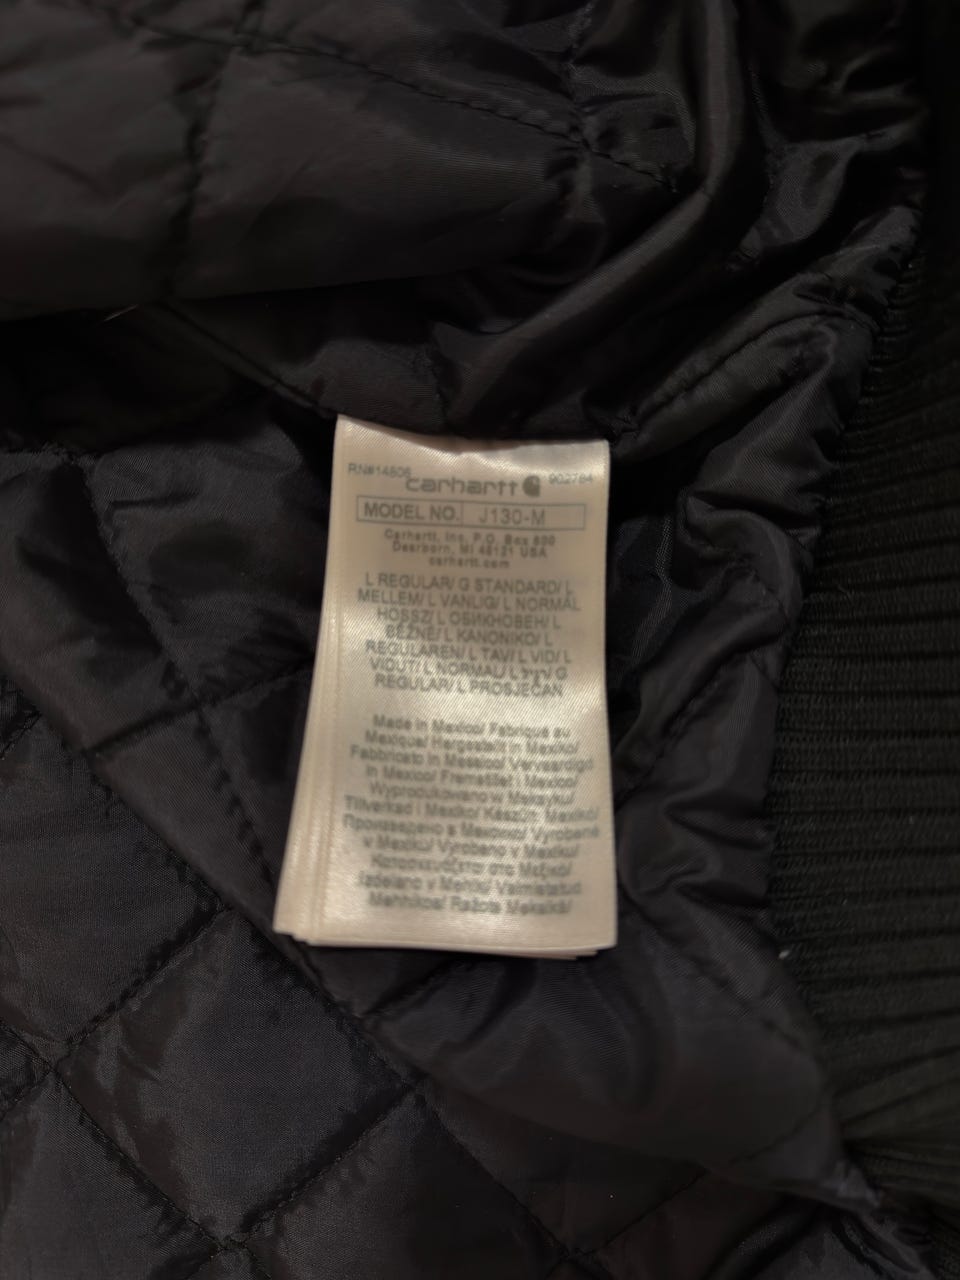 RN#14806 carhartt 902784
MODEL NO. J130-M
Carhartt, Inc. P.O. Box 600
Dearborn, MI 48121 USA
carhartt.com
L REGULAR/ G STANDARD/ L
MELLEM/ L VANLIG/ L NORMÁL
HOSSZ/ L ОБИКНОВЕН/ L
BĚŽNÉ/ L KANONIKO/ L
REGULAREN/ L TAV/ L VID/ L
VIDUTI/ L NORMAL/ L G
REGULAR/ L PROSJEČAN
Made in Mexico/ Fabriqué au
Mexique/ Hergestellt in Mexiko/
Fabbricato in Messico/ Vervaardigd
in Mexico/ Fremstillet i Mexico/
Wyprodukowano w Meksyku/
Tillverkad i Mexiko/ Készült: Mexikó/
Произведено в Мексико/ Vyrobené
v Mexiku/ Vyrobeno v Mexiku/
Κατασκευάζεται στο Μεξικό/
Izdelano v Mehiki/ Valmistatud
Mehhikos/ Ražots Meksikā/